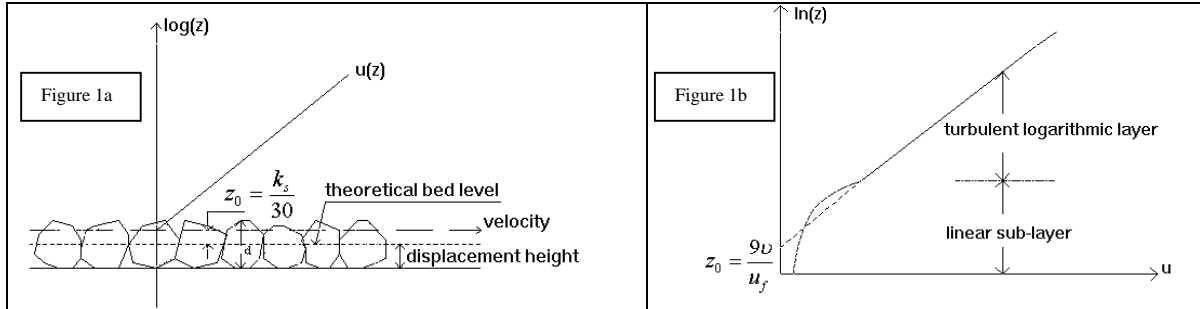 log(z)
Figure 1a
u(z)
z₀ = kₛ/30
theoretical bed level
velocity
d
displacement height
ln(z)
Figure 1b
turbulent logarithmic layer
linear sub-layer
z₀ = 9υ/u_f
u